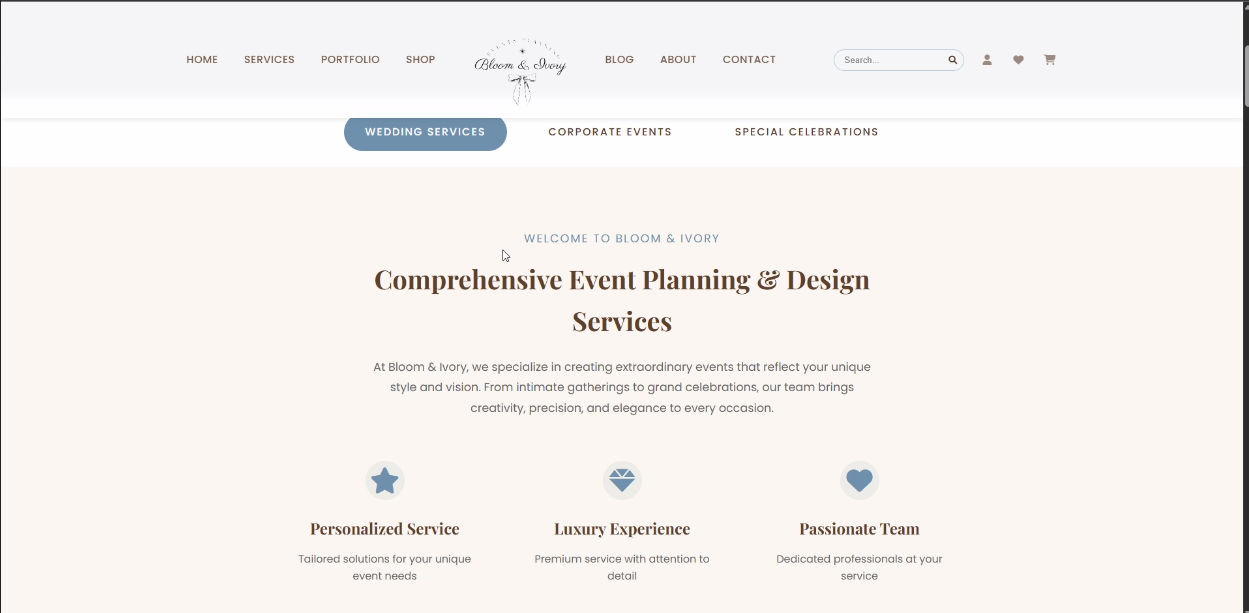 HOME SERVICES PORTFOLIO SHOP Bloom & Ivory BLOG ABOUT CONTACT Search...
WEDDING SERVICES CORPORATE EVENTS SPECIAL CELEBRATIONS
WELCOME TO BLOOM & IVORY
Comprehensive Event Planning & Design
Services
At Bloom & Ivory, we specialize in creating extraordinary events that reflect your unique
style and vision. From intimate gatherings to grand celebrations, our team brings
creativity, precision, and elegance to every occasion.
Personalized Service
Tailored solutions for your unique
event needs
Luxury Experience
Premium service with attention to
detail
Passionate Team
Dedicated professionals at your
service